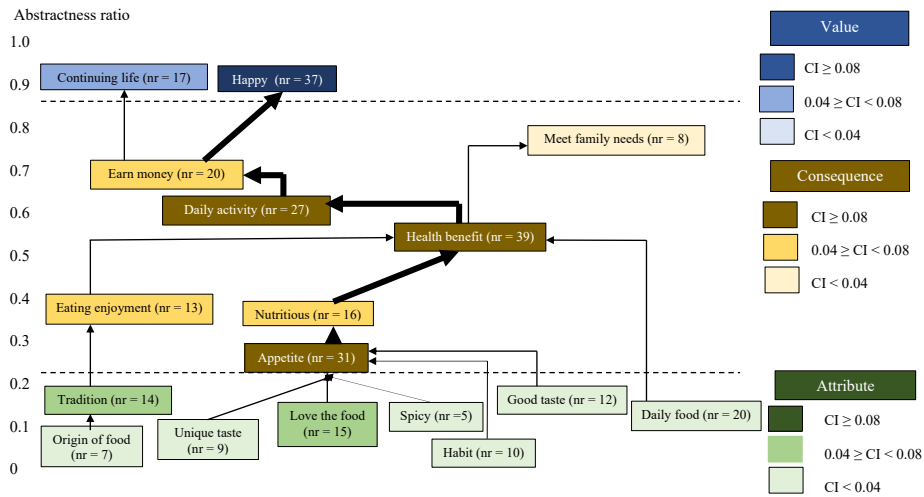 Abstractness ratio
1.0
0.9
0.8
0.7
0.6
0.5
0.4
0.3
0.2
0.1
0
Continuing life (nr = 17)
Happy (nr = 37)
Meet family needs (nr = 8)
Earn money (nr = 20)
Daily activity (nr = 27)
Health benefit (nr = 39)
Eating enjoyment (nr = 13)
Nutritious (nr = 16)
Appetite (nr = 31)
Tradition (nr = 14)
Good taste (nr = 12)
Origin of food
(nr = 7)
Unique taste
(nr = 9)
Love the food
(nr = 15)
Spicy (nr =5)
Daily food (nr = 20)
Habit (nr = 10)
Value
CI ≥ 0.08
0.04 ≥ CI < 0.08
CI < 0.04
Consequence
CI ≥ 0.08
0.04 ≥ CI < 0.08
CI < 0.04
Attribute
CI ≥ 0.08
0.04 ≥ CI < 0.08
CI < 0.04